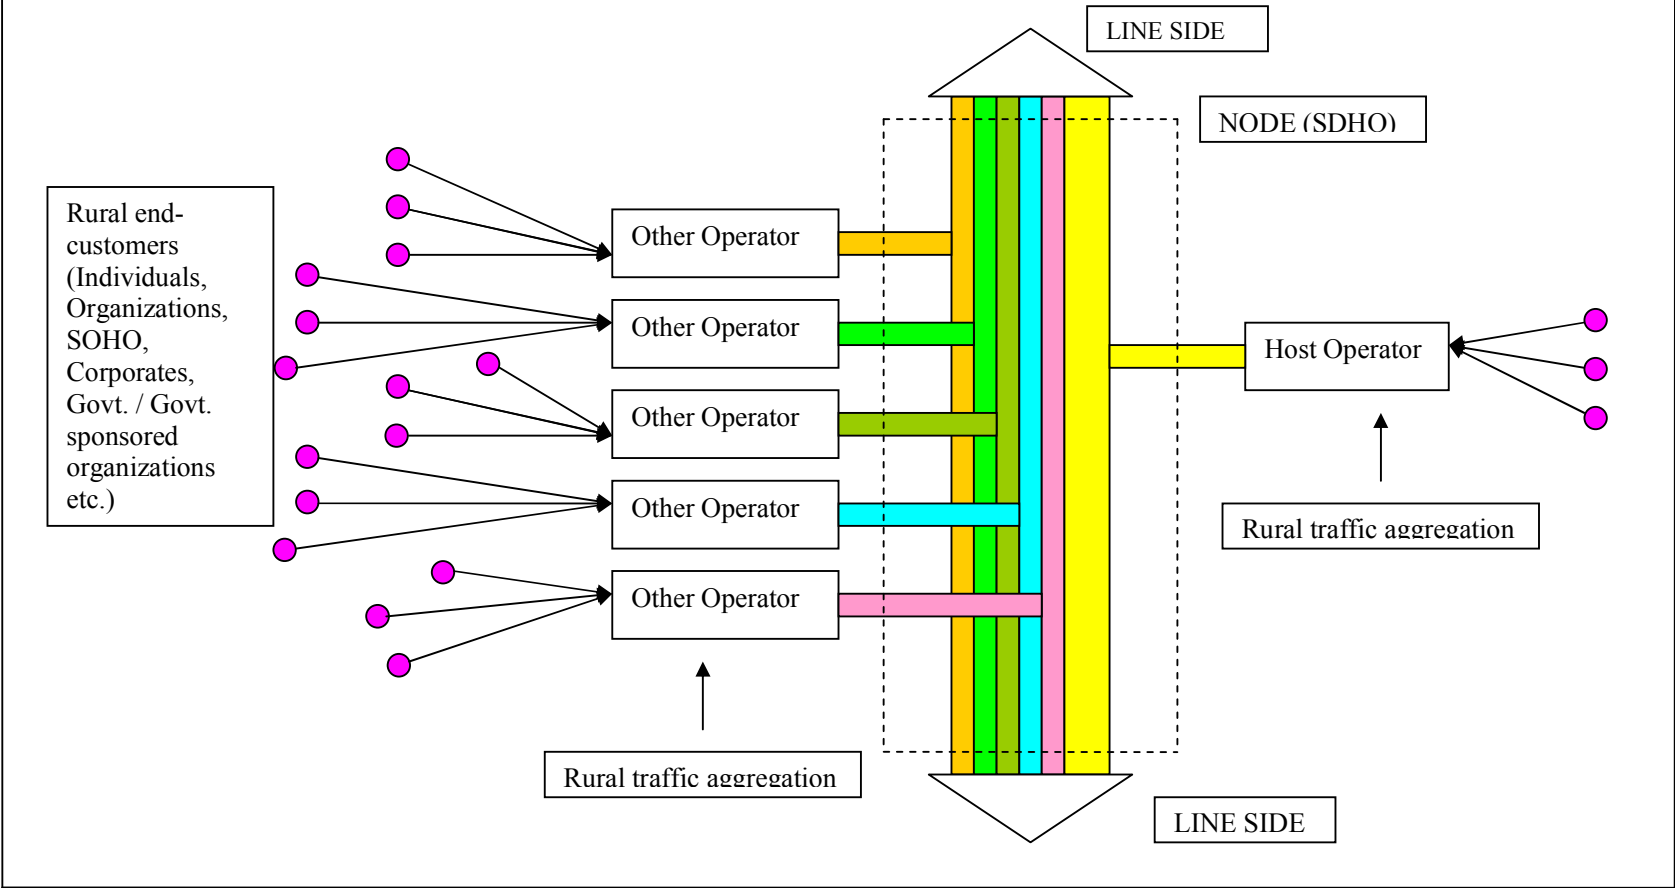 LINE SIDE
NODE (SDHO)
Rural end-
customers
(Individuals,
Organizations,
SOHO,
Corporates,
Govt. / Govt.
sponsored
organizations
etc.)
Other Operator
Other Operator
Other Operator
Other Operator
Other Operator
Host Operator
Rural traffic aggregation
Rural traffic aggregation
LINE SIDE